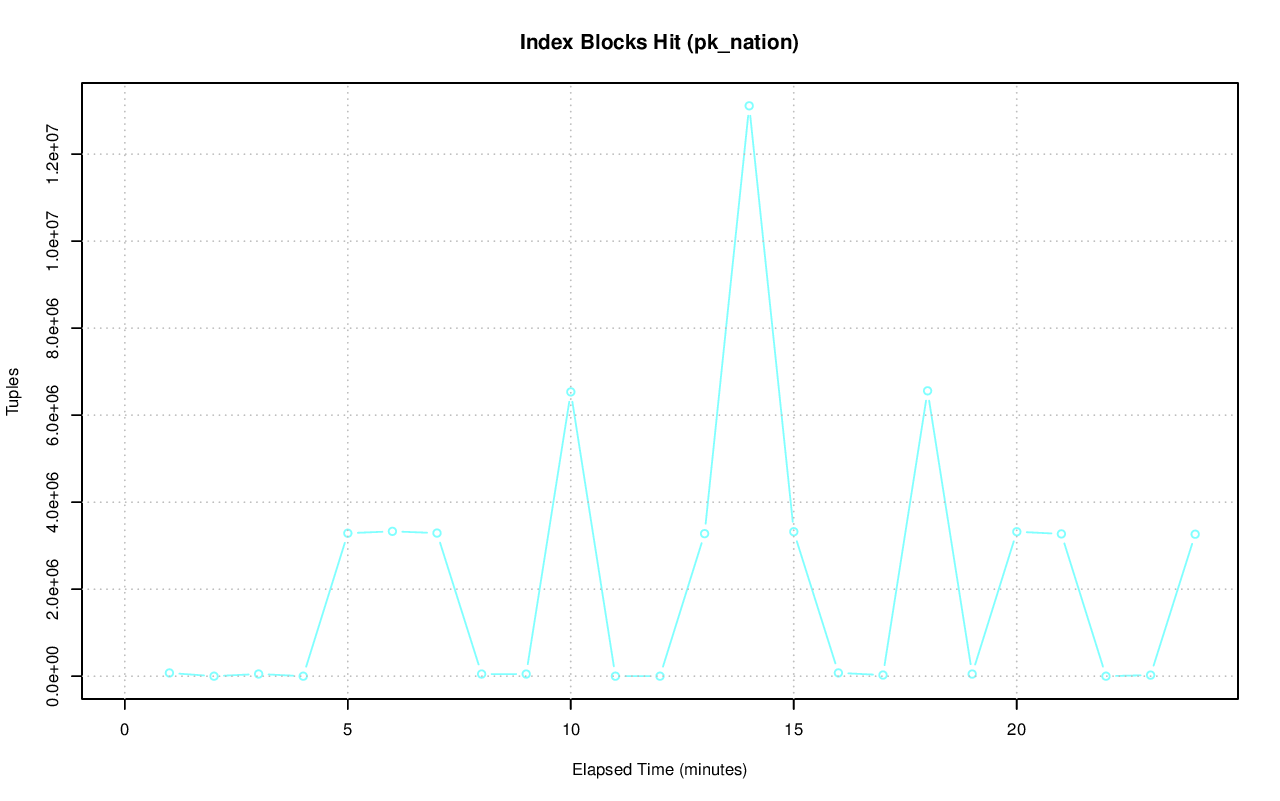 Index Blocks Hit (pk_nation)
1.2e+07
1.0e+07
8.0e+06
6.0e+06
4.0e+06
2.0e+06
0.0e+00
Tuples
0 5 10 15 20
Elapsed Time (minutes)